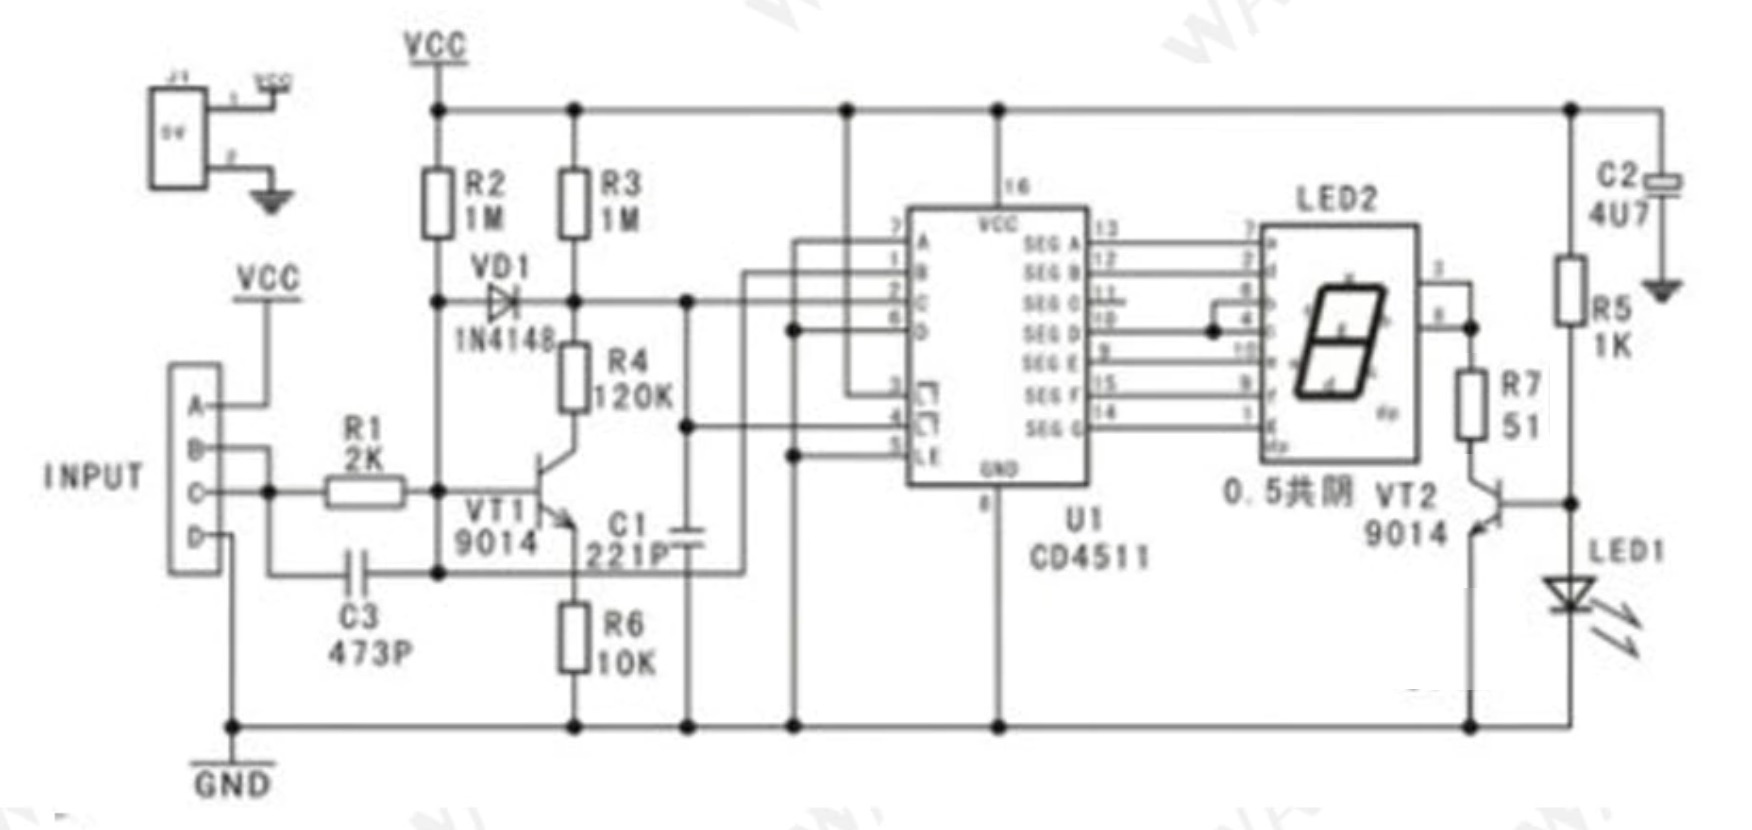 VCC
J1
VCC
1
5V
2
R2
1M
R3
1M
VD1
1N4148
R4
120K
VCC
INPUT
A
B
C
D
R1
2K
C3
473P
VT1
9014
C1
221P
R6
10K
GND
16
VCC
7
A
1
B
2
C
6
D
3
4
5
LE
GND
8
SEG A
13
SEG B
12
SEG C
11
SEG D
10
SEG E
9
SEG F
15
SEG G
14
U1
CD4511
LED2
7
2
6
4
10
9
1
dp
dp
3
8
0.5共阴
C2
4U7
R5
1K
R7
51
VT2
9014
LED1